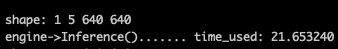 shape: 1 5 640 640
engine->Inference()....... time_used: 21.653240